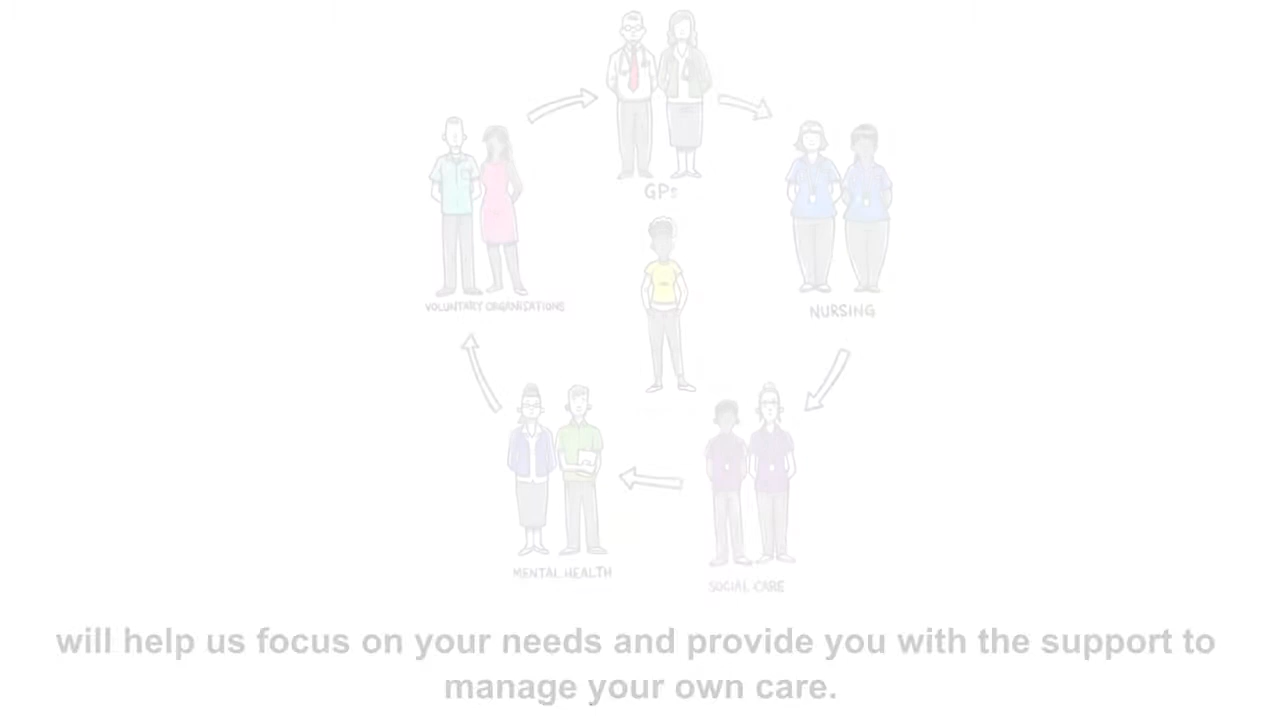 GPs
VOLUNTARY ORGANISATIONS
NURSING
MENTAL HEALTH
SOCIAL CARE
will help us focus on your needs and provide you with the support to
manage your own care.